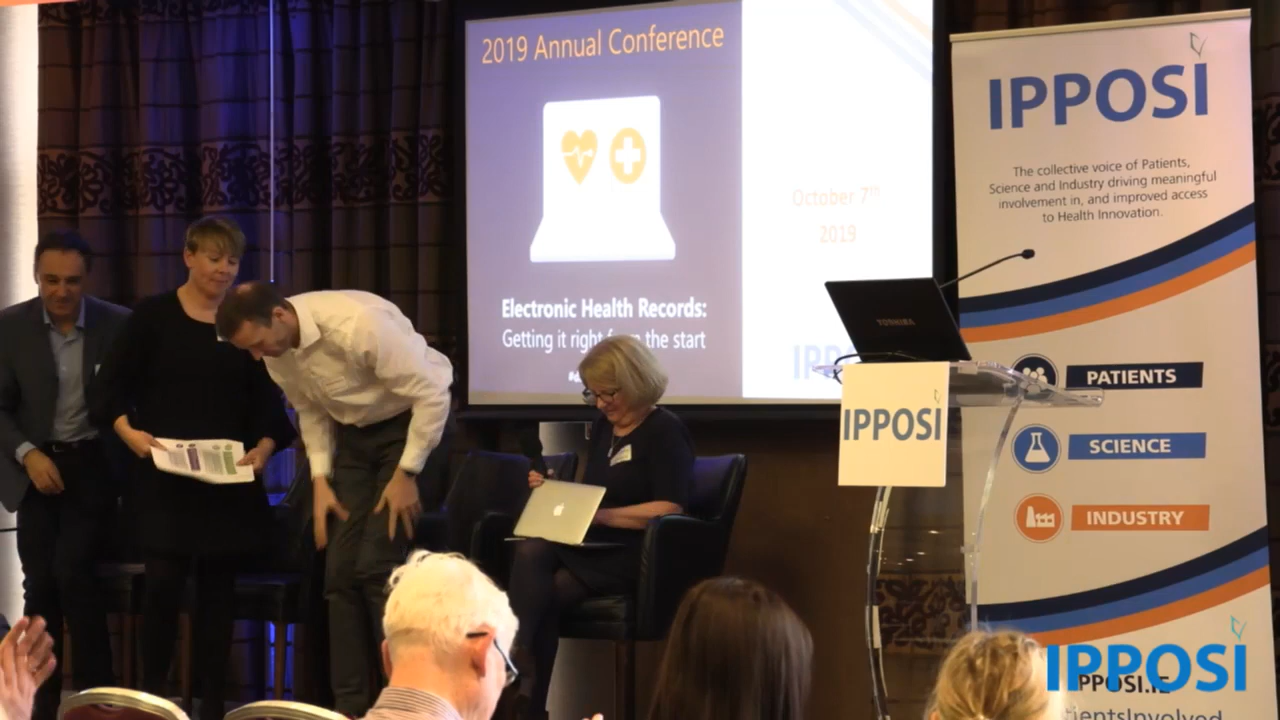 2019 Annual Conference
October 7th
2019
Electronic Health Records:
Getting it right from the start
IPPOSI
The collective voice of Patients,
Science and Industry driving meaningful
involvement in, and improved access
to Health Innovation.
PATIENTS
SCIENCE
INDUSTRY
TOSHIBA
IPPOSI
IPPOSI